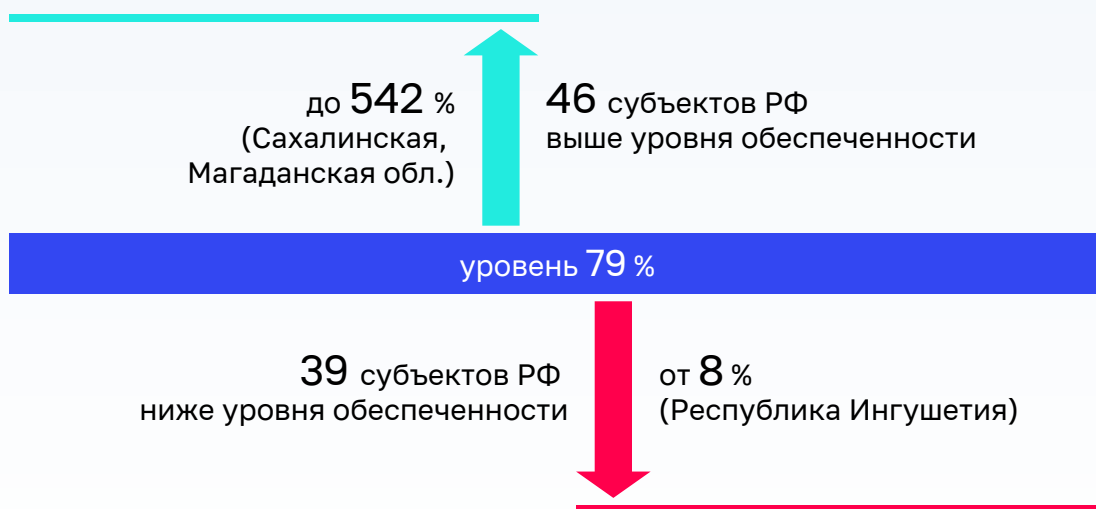 до 542 %
(Сахалинская,
Магаданская обл.)
46 субъектов РФ
выше уровня обеспеченности
уровень 79 %
39 субъектов РФ
ниже уровня обеспеченности
от 8 %
(Республика Ингушетия)